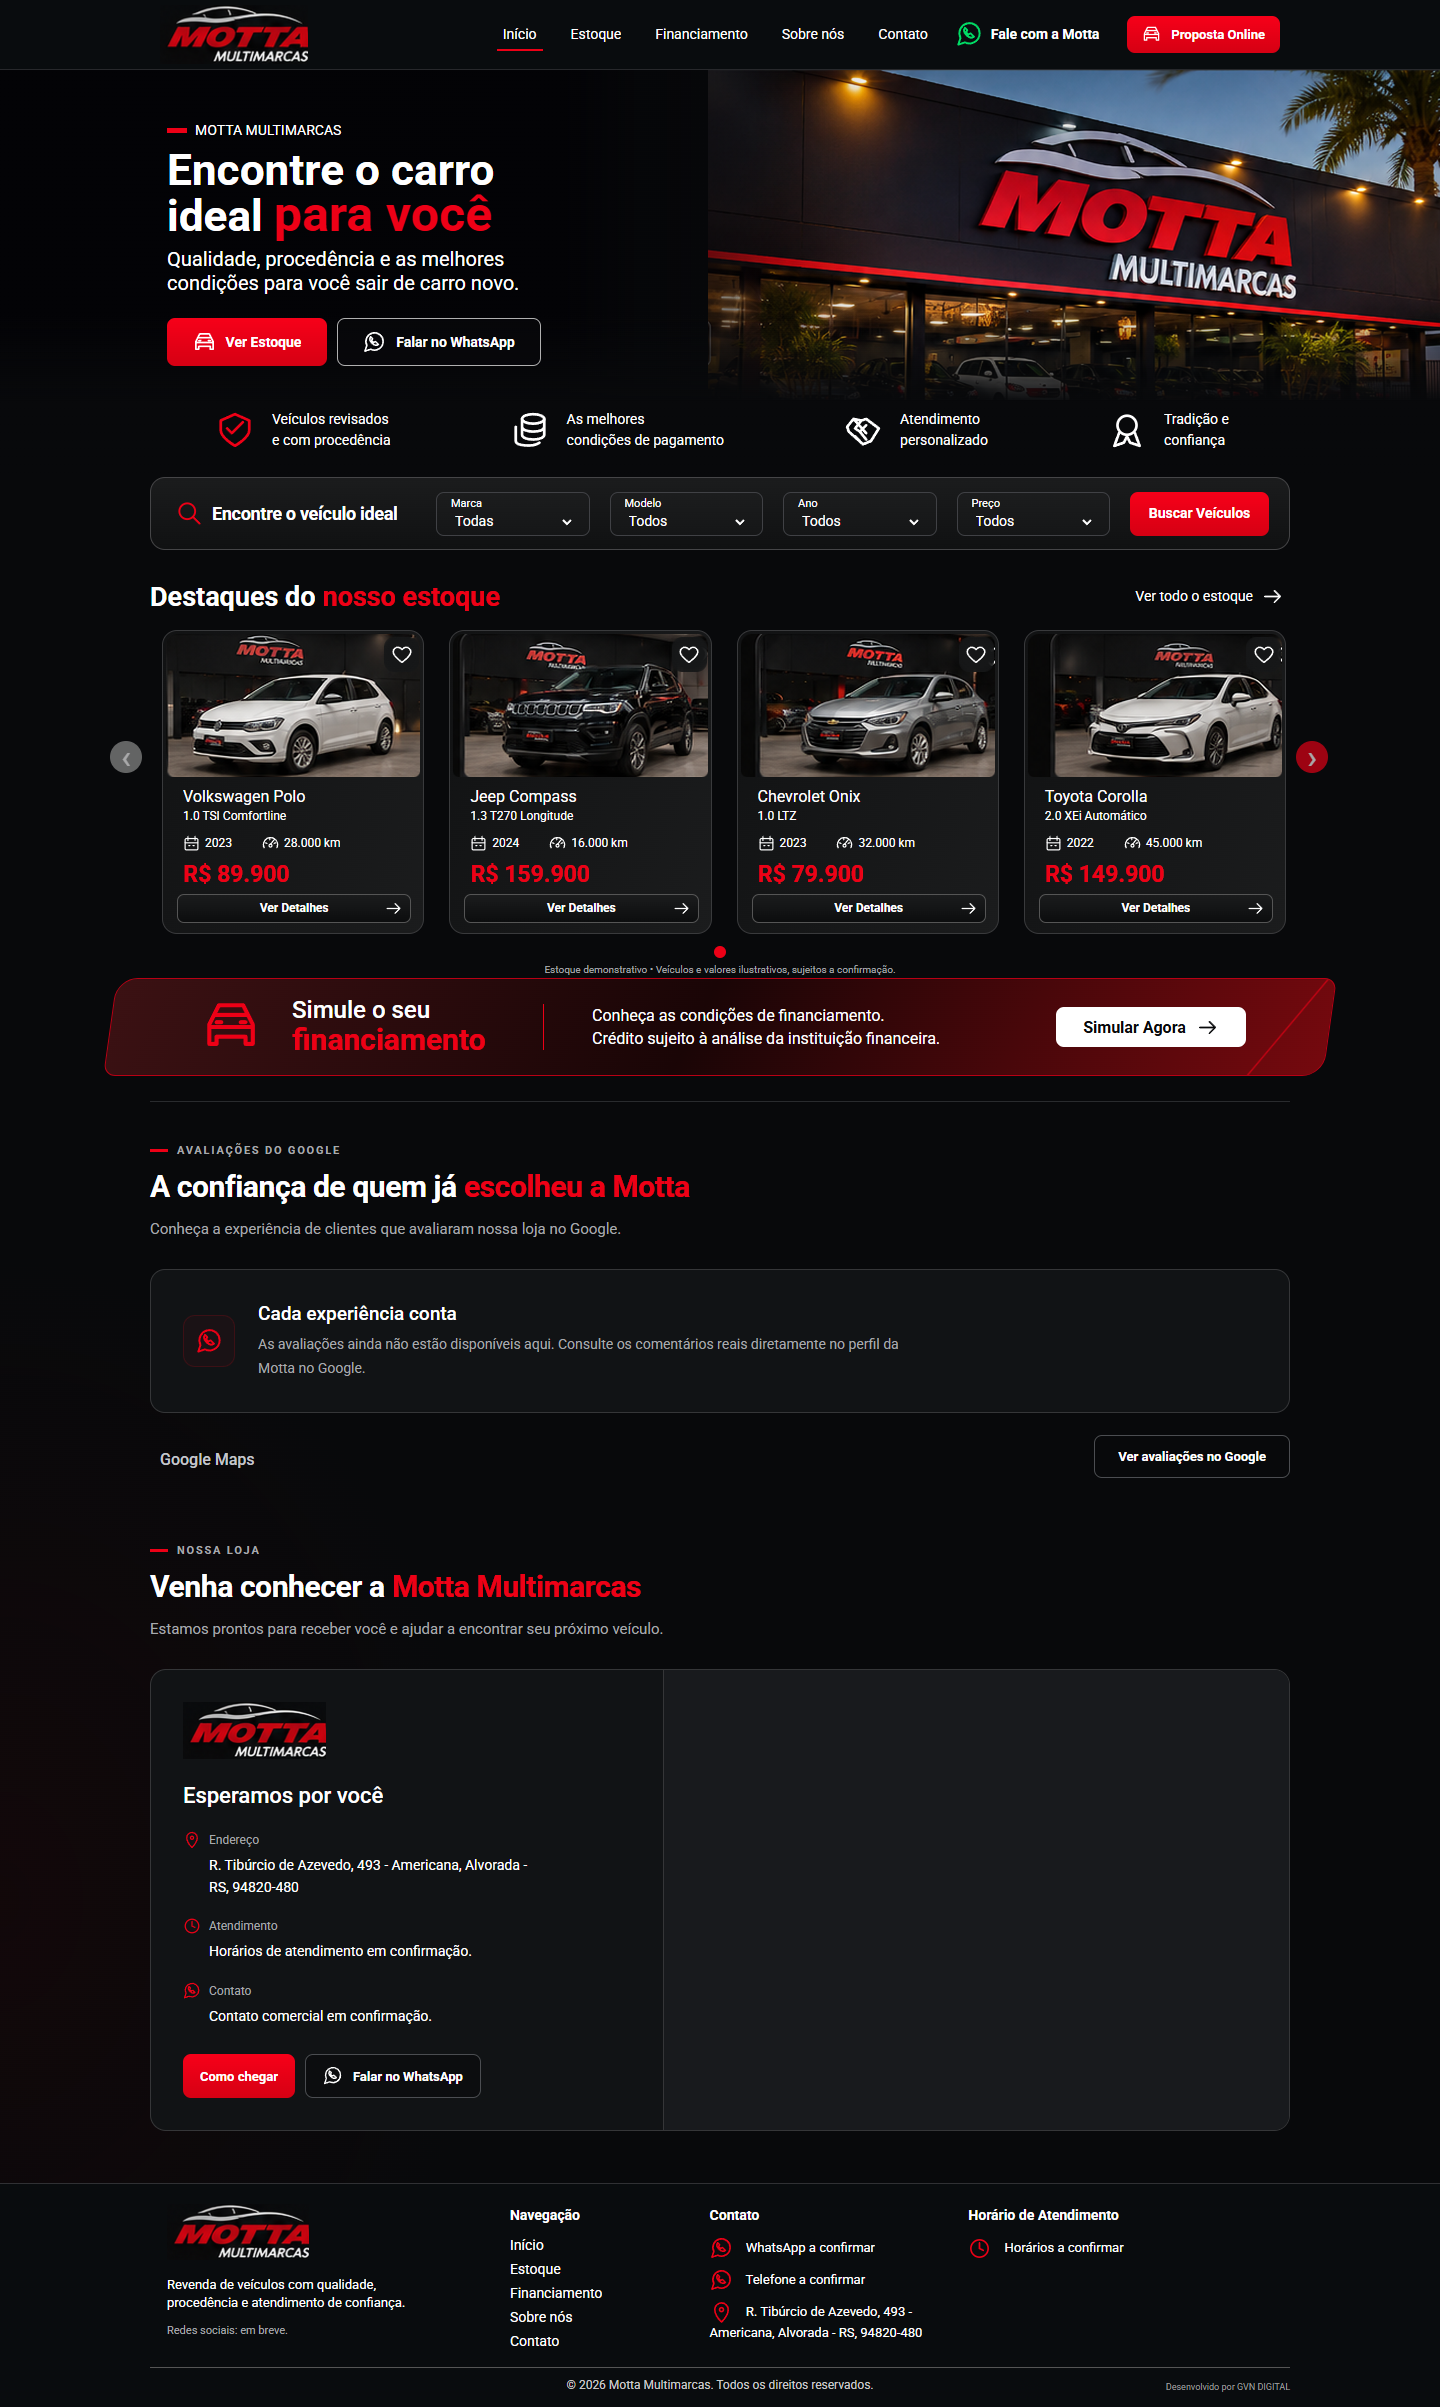 MOTTA
MULTIMARCAS
Início
Estoque
Financiamento
Sobre nós
Contato
Fale com a Motta
Proposta Online
MOTTA MULTIMARCAS
Encontre o carro
ideal para você
Qualidade, procedência e as melhores
condições para você sair de carro novo.
Ver Estoque
Falar no WhatsApp
MOTTA
MULTIMARCAS
Veículos revisados
e com procedência
As melhores
condições de pagamento
Atendimento
personalizado
Tradição e
confiança
Encontre o veículo ideal
Marca
Todas
Modelo
Todos
Ano
Todos
Preço
Todos
Buscar Veículos
Destaques do nosso estoque
Ver todo o estoque
MOTTA
MULTIMARCAS
Volkswagen Polo
1.0 TSI Comfortline
2023
28.000 km
R$ 89.900
Ver Detalhes
MOTTA
MULTIMARCAS
Jeep Compass
1.3 T270 Longitude
2024
16.000 km
R$ 159.900
Ver Detalhes
MOTTA
MULTIMARCAS
Chevrolet Onix
1.0 LTZ
2023
32.000 km
R$ 79.900
Ver Detalhes
MOTTA
MULTIMARCAS
Toyota Corolla
2.0 XEi Automático
2022
45.000 km
R$ 149.900
Ver Detalhes
Estoque demonstrativo • Veículos e valores ilustrativos, sujeitos a confirmação.
Simule o seu
financiamento
Conheça as condições de financiamento.
Crédito sujeito à análise da instituição financeira.
Simular Agora
AVALIAÇÕES DO GOOGLE
A confiança de quem já escolheu a Motta
Conheça a experiência de clientes que avaliaram nossa loja no Google.
Cada experiência conta
As avaliações ainda não estão disponíveis aqui. Consulte os comentários reais diretamente no perfil da
Motta no Google.
Google Maps
Ver avaliações no Google
NOSSA LOJA
Venha conhecer a Motta Multimarcas
Estamos prontos para receber você e ajudar a encontrar seu próximo veículo.
MOTTA
MULTIMARCAS
Esperamos por você
Endereço
R. Tibúrcio de Azevedo, 493 - Americana, Alvorada -
RS, 94820-480
Atendimento
Horários de atendimento em confirmação.
Contato
Contato comercial em confirmação.
Como chegar
Falar no WhatsApp
MOTTA
MULTIMARCAS
Revenda de veículos com qualidade,
procedência e atendimento de confiança.
Redes sociais: em breve.
Navegação
Início
Estoque
Financiamento
Sobre nós
Contato
Contato
WhatsApp a confirmar
Telefone a confirmar
R. Tibúrcio de Azevedo, 493 -
Americana, Alvorada - RS, 94820-480
Horário de Atendimento
Horários a confirmar
© 2026 Motta Multimarcas. Todos os direitos reservados.
Desenvolvido por GVN DIGITAL